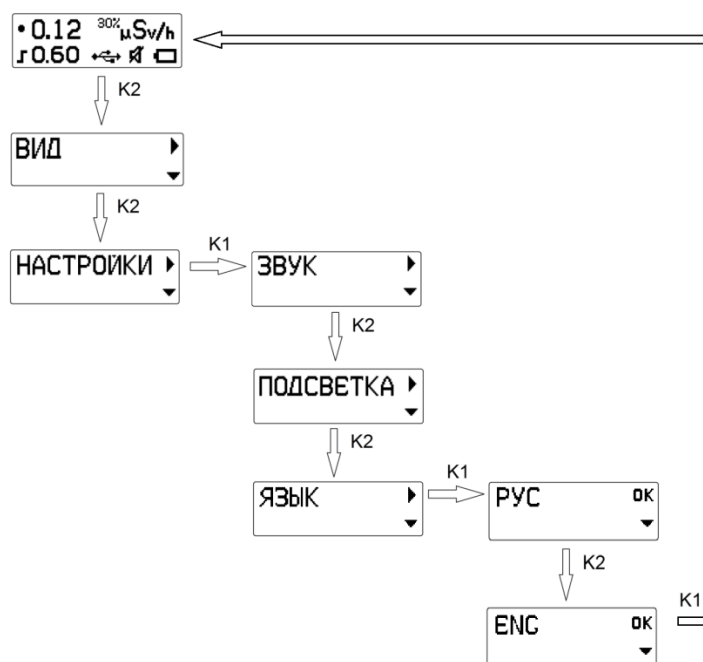 0.12 30% µSv/h
0.60
K2
ВИД
K2
НАСТРОЙКИ
K1
ЗВУК
K2
ПОДСВЕТКА
K2
ЯЗЫК
K1
РУС OK
K2
ENG OK
K1